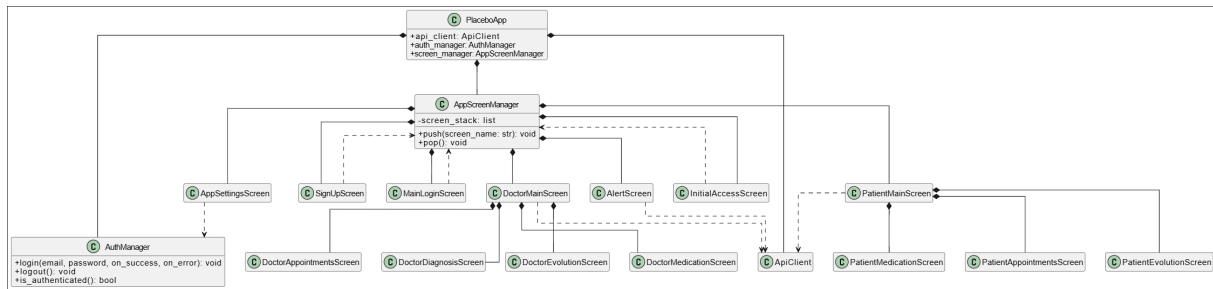 C PlaceboApp
+api_client: ApiClient
+auth_manager: AuthManager
+screen_manager: AppScreenManager
C AppScreenManager
-screen_stack: list
+push(screen_name: str): void
+pop(): void
C AppSettingsScreen
C SignUpScreen
C MainLoginScreen
C DoctorMainScreen
C AlertScreen
C InitialAccessScreen
C PatientMainScreen
C AuthManager
+login(email, password, on_success, on_error): void
+logout(): void
+is_authenticated(): bool
C DoctorAppointmentsScreen
C DoctorDiagnosisScreen
C DoctorEvolutionScreen
C DoctorMedicationScreen
C ApiClient
C PatientMedicationScreen
C PatientAppointmentsScreen
C PatientEvolutionScreen